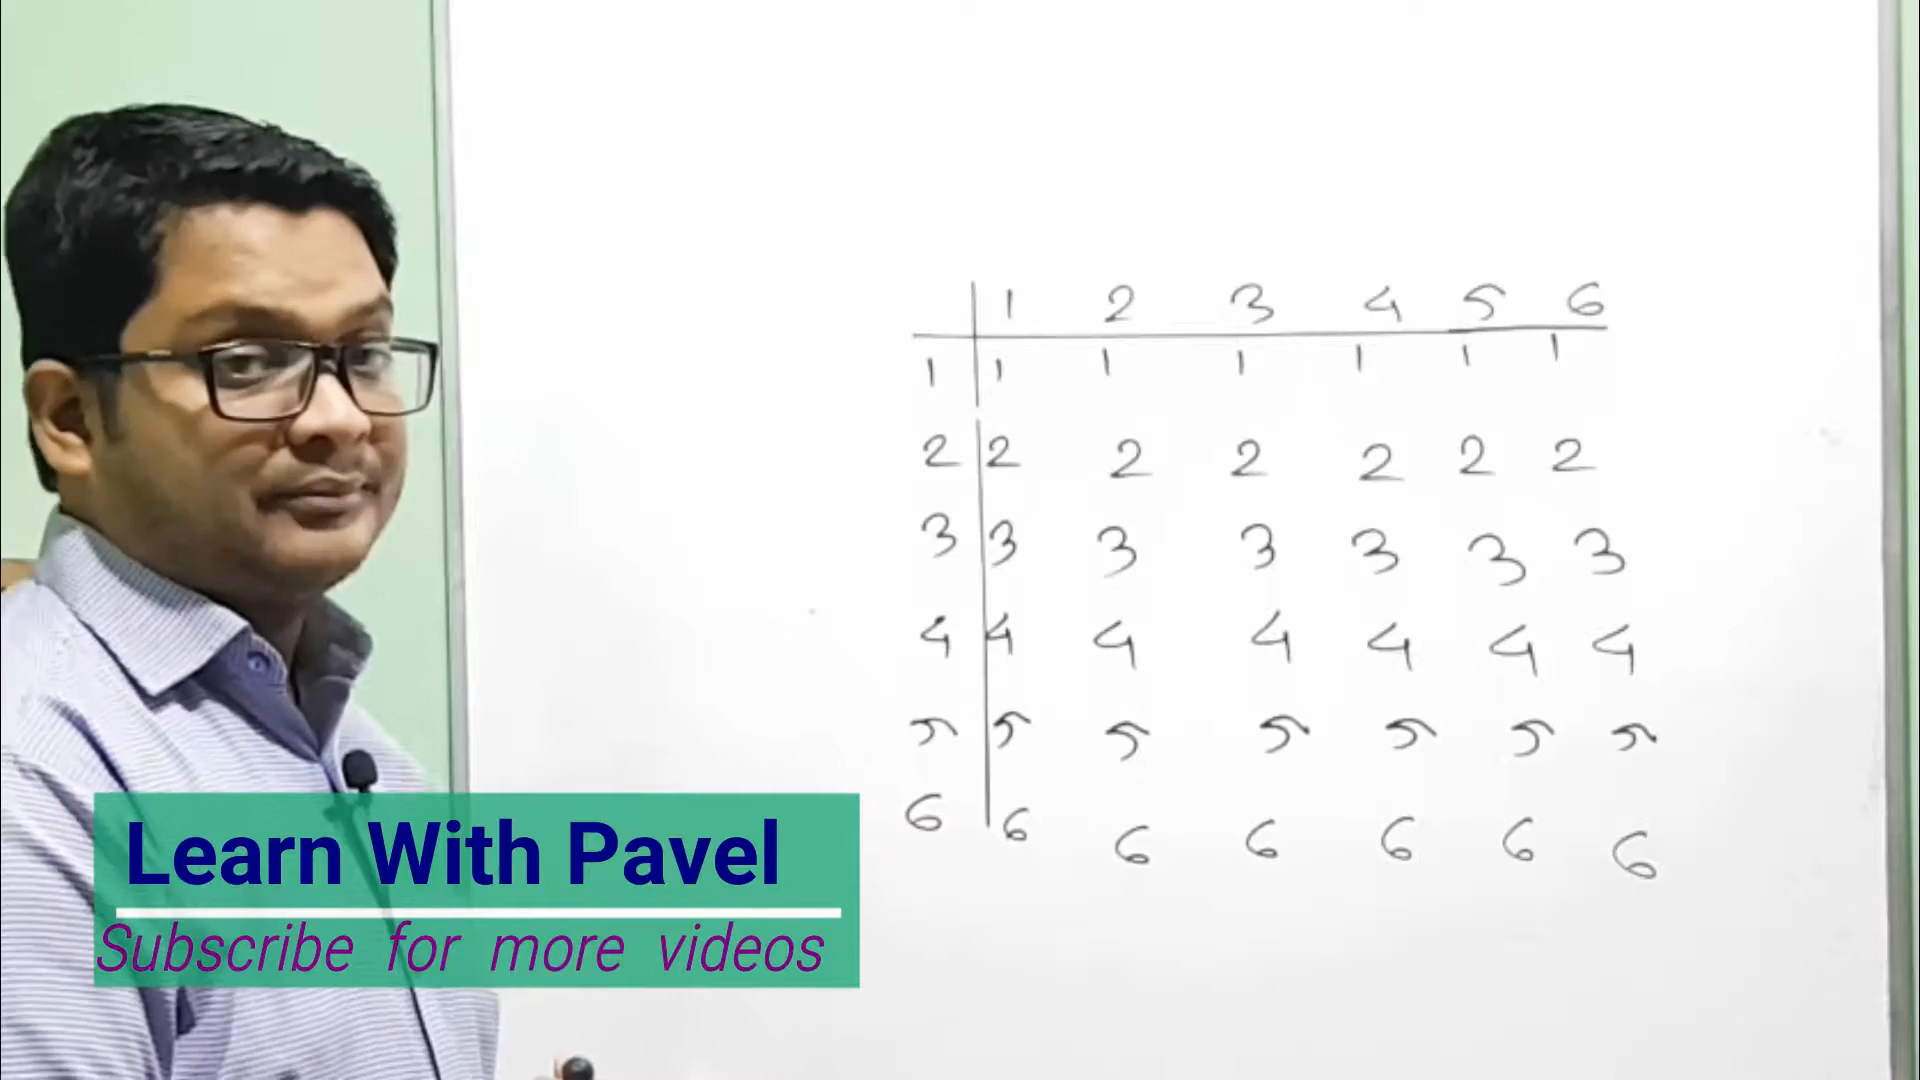 1 2 3 4 5 6
1 1 1 1 1 1 1
2 2 2 2 2 2 2
3 3 3 3 3 3 3
4 4 4 4 4 4 4
5 5 5 5 5 5 5
6 6 6 6 6 6 6
Learn With Pavel
Subscribe for more videos